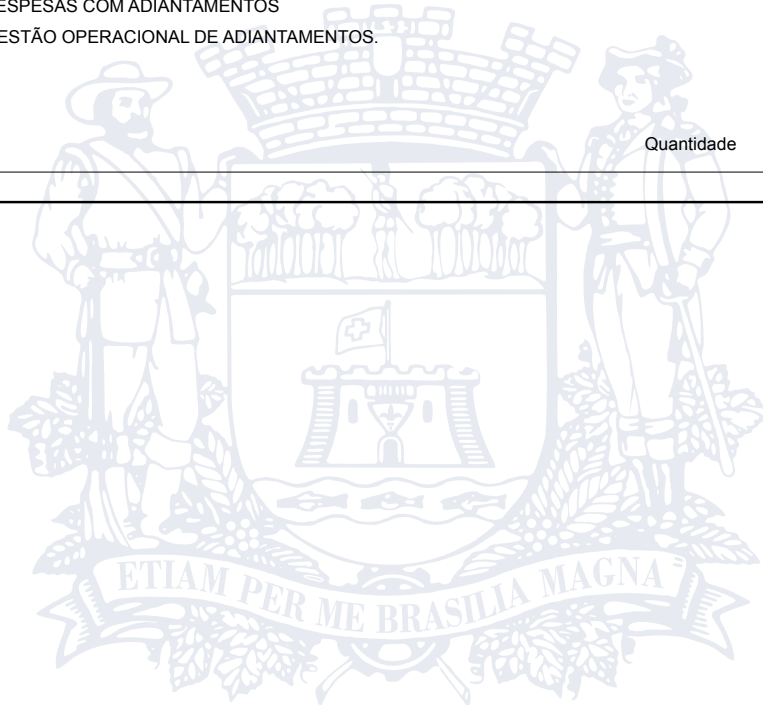 ESPESAS COM ADIANTAMENTOS
ESTÃO OPERACIONAL DE ADIANTAMENTOS.
Quantidade
ETIAM PER ME BRASILIA MAGNA